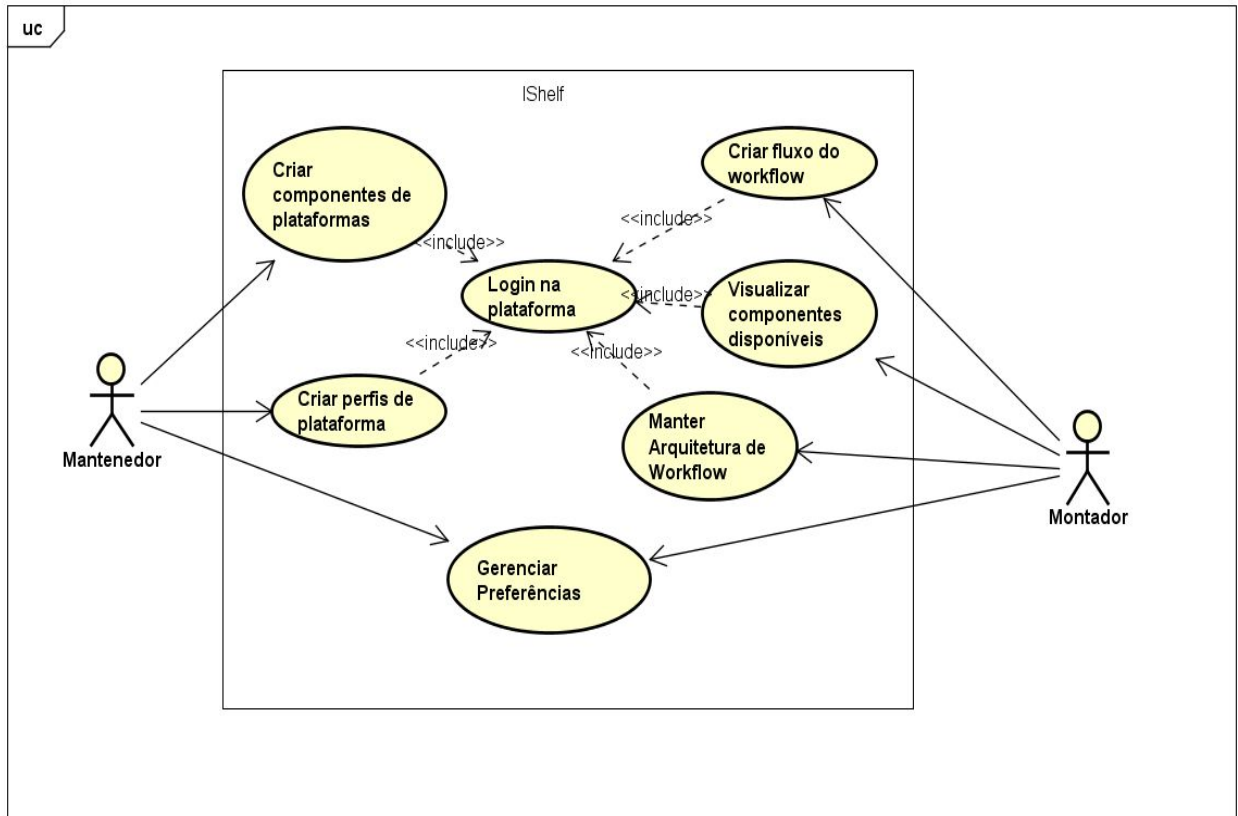 uc
IShelf
Criar
componentes de
plataformas
Criar fluxo do
workflow
<<include>>
<<include>>
Login na
plataforma
<<include>>
Visualizar
componentes
disponíveis
<<include>>
<<include>>
Criar perfis de
plataforma
Manter
Arquitetura de
Workflow
Mantenedor
Montador
Gerenciar
Preferências